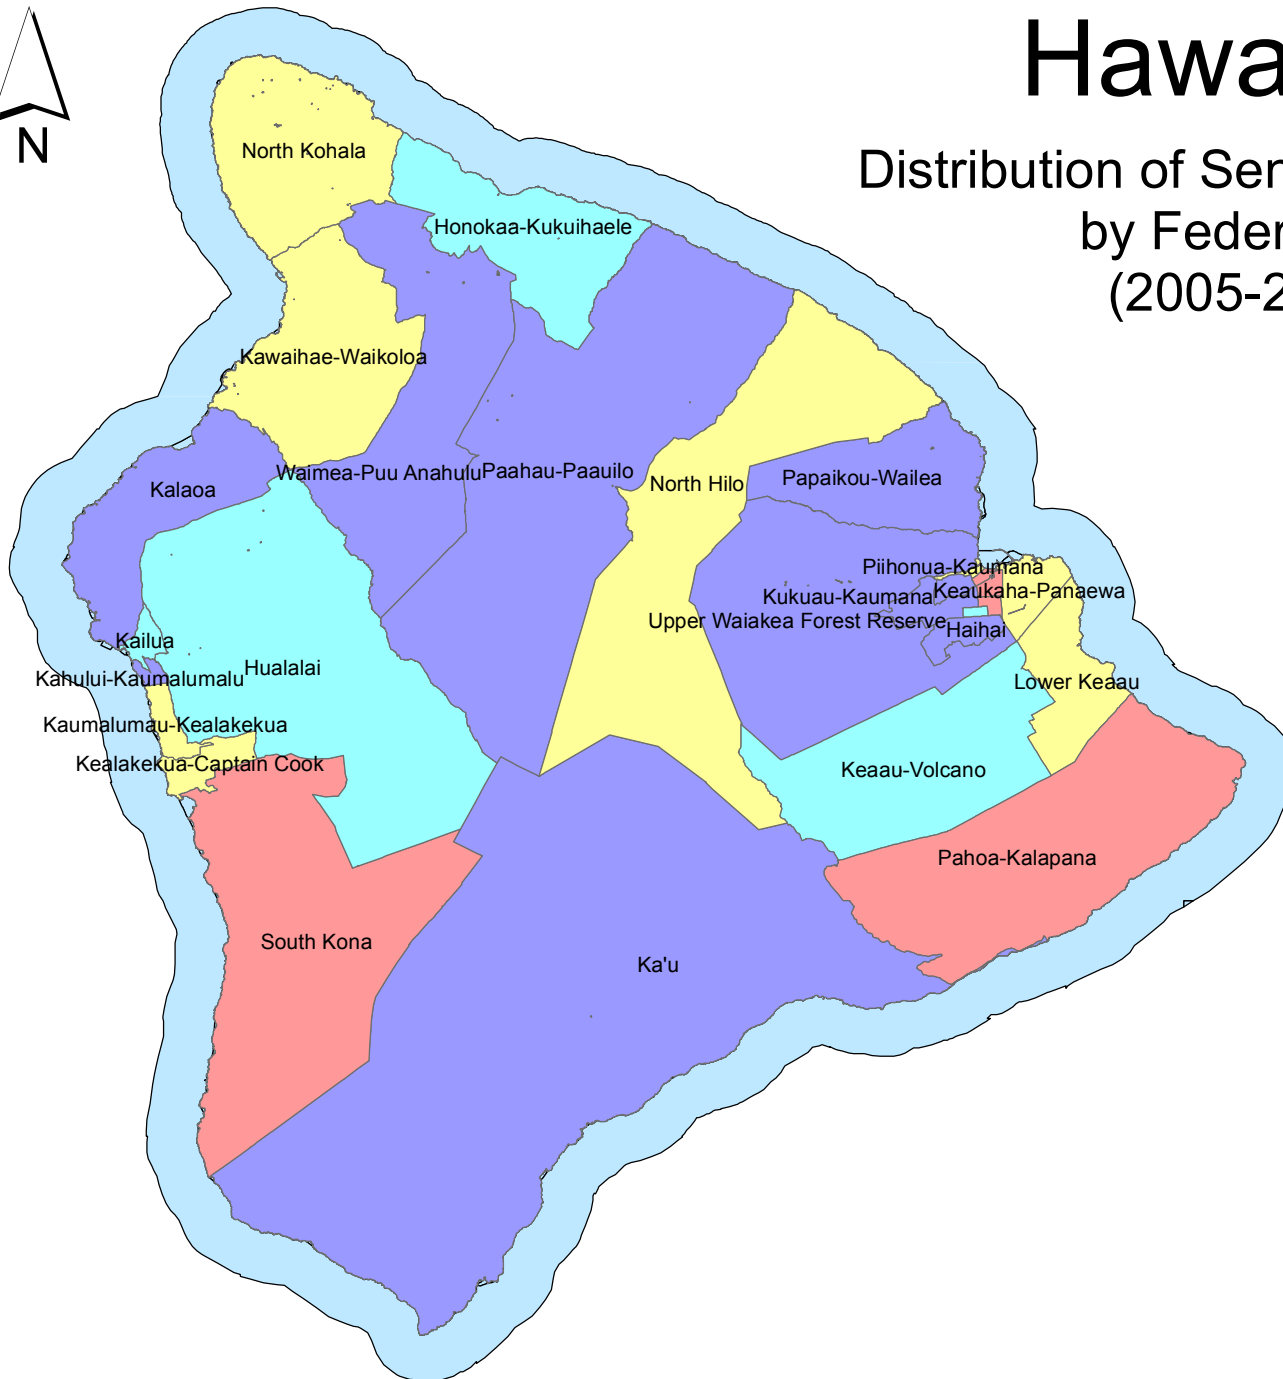 Hawa
Distribution of Sen
by Feder
(2005-2
N
North Kohala
Honokaa-Kukuihaele
Kawaihae-Waikoloa
Waimea-Puu Anahulu
Paahau-Paauilo
North Hilo
Papaikou-Wailea
Kalaoa
Piihonua-Kaumana
Kukuau-Kaumana
Keaukaha-Panaewa
Upper Waiakea Forest Reserve
Haihai
Kailua
Hualalai
Kahului-Kaumalumalu
Lower Keaau
Kaumalumau-Kealakekua
Kealakekua-Captain Cook
Keaau-Volcano
Pahoa-Kalapana
South Kona
Ka'u